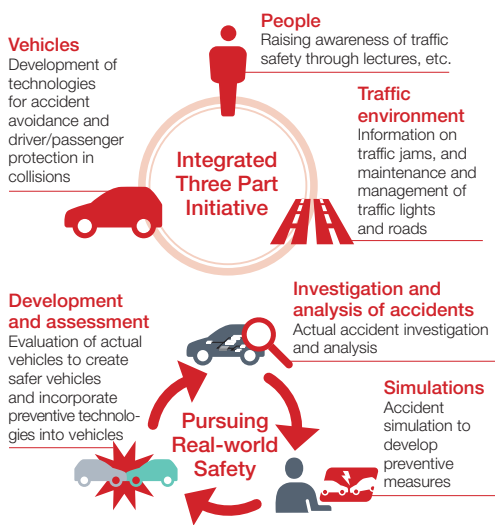 People
Raising awareness of traffic
safety through lectures, etc.
Vehicles
Development of
technologies
for accident
avoidance and
driver/passenger
protection in
collisions
Traffic
environment
Information on
traffic jams, and
maintenance and
management of
traffic lights
and roads
Integrated
Three Part
Initiative
Investigation and
analysis of accidents
Actual accident investigation
and analysis
Development
and assessment
Evaluation of actual
vehicles to create
safer vehicles
and incorporate
preventive technolo-
gies into vehicles
Simulations
Accident
simulation to
develop
preventive
measures
Pursuing
Real-world
Safety